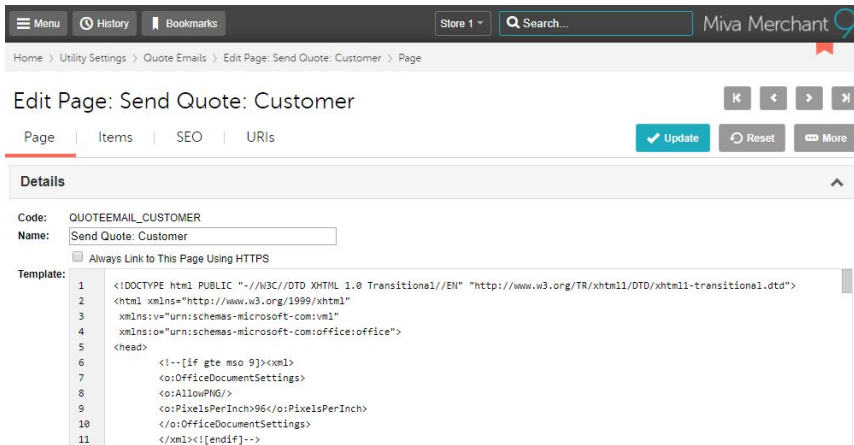 Menu History Bookmarks Store 1 Search... Miva Merchant 9
Home > Utility Settings > Quote Emails > Edit Page: Send Quote: Customer > Page
Edit Page: Send Quote: Customer
Page | Items | SEO | URIs Update Reset More
Details
Code: QUOTEEMAIL_CUSTOMER
Name: Send Quote: Customer
Always Link to This Page Using HTTPS
Template:
1 <!DOCTYPE html PUBLIC "-//W3C//DTD XHTML 1.0 Transitional//EN" "http://www.w3.org/TR/xhtml1/DTD/xhtml1-transitional.dtd">
2 <html xmlns="http://www.w3.org/1999/xhtml"
3 xmlns:v="urn:schemas-microsoft-com:vml"
4 xmlns:o="urn:schemas-microsoft-com:office:office">
5 <head>
6 <!--[if gte mso 9]><xml>
7 <o:OfficeDocumentSettings>
8 <o:AllowPNG/>
9 <o:PixelsPerInch>96</o:PixelsPerInch>
10 </o:OfficeDocumentSettings>
11 </xml><![endif]-->